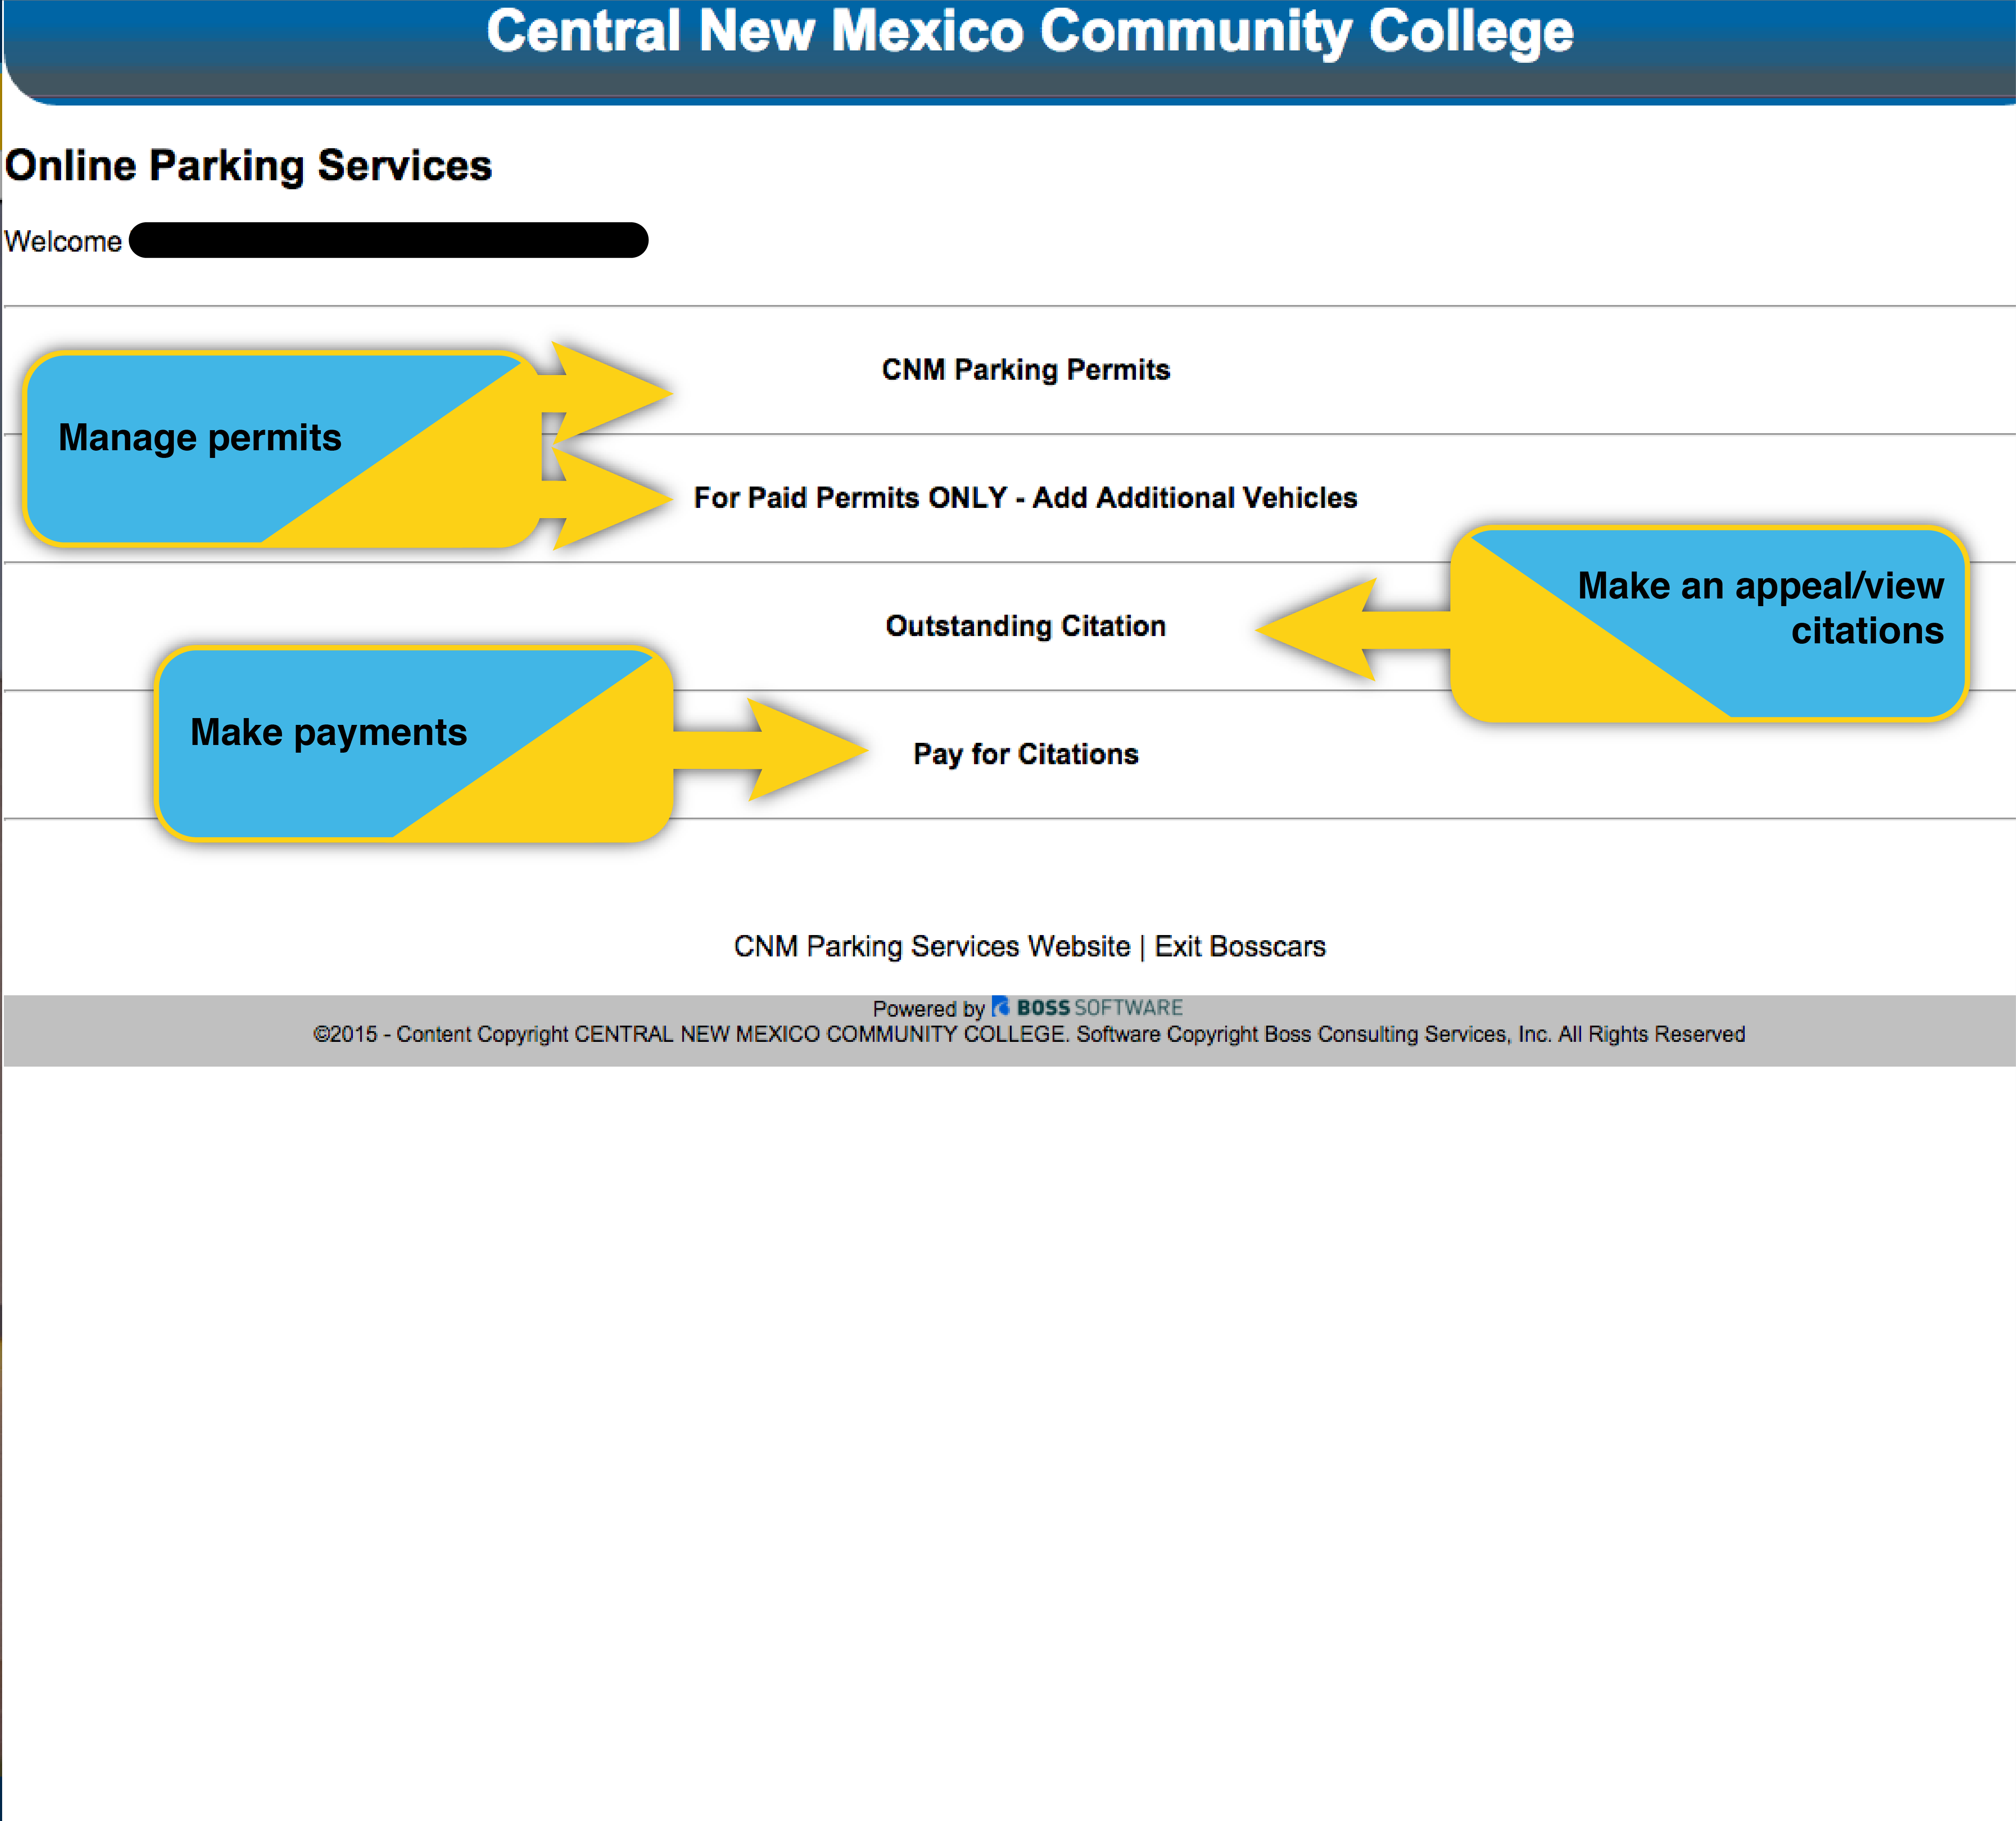 Central New Mexico Community College
Online Parking Services
Welcome
CNM Parking Permits
Manage permits
For Paid Permits ONLY - Add Additional Vehicles
Make an appeal/view
citations
Outstanding Citation
Make payments
Pay for Citations
CNM Parking Services Website | Exit Bosscars
Powered by BOSS SOFTWARE
©2015 - Content Copyright CENTRAL NEW MEXICO COMMUNITY COLLEGE. Software Copyright Boss Consulting Services, Inc. All Rights Reserved